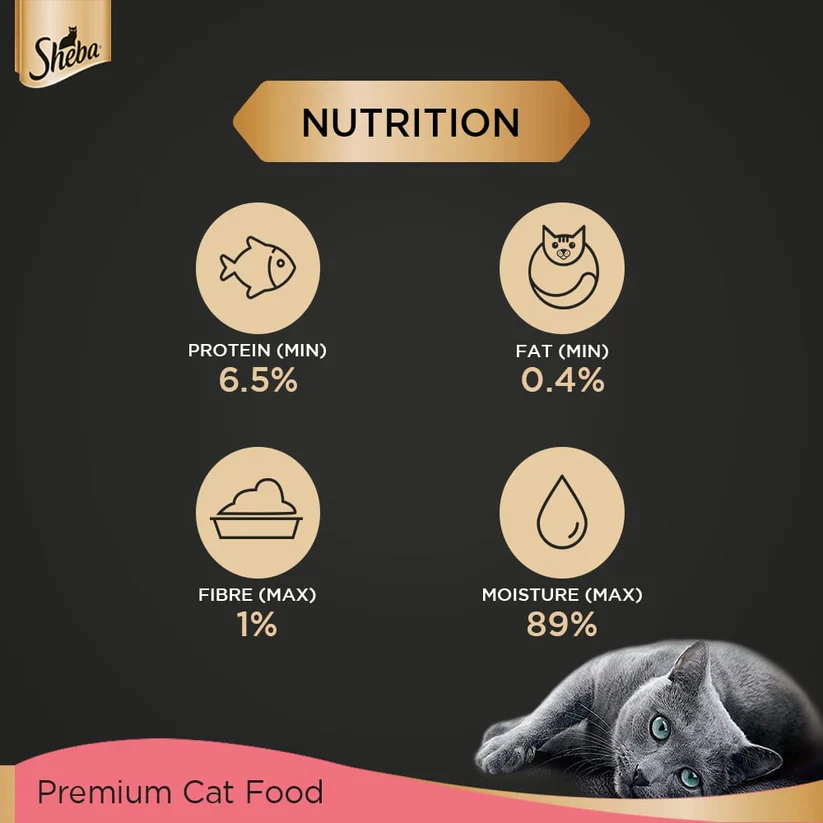 Sheba
NUTRITION
PROTEIN (MIN)
6.5%
FAT (MIN)
0.4%
FIBRE (MAX)
1%
MOISTURE (MAX)
89%
Premium Cat Food